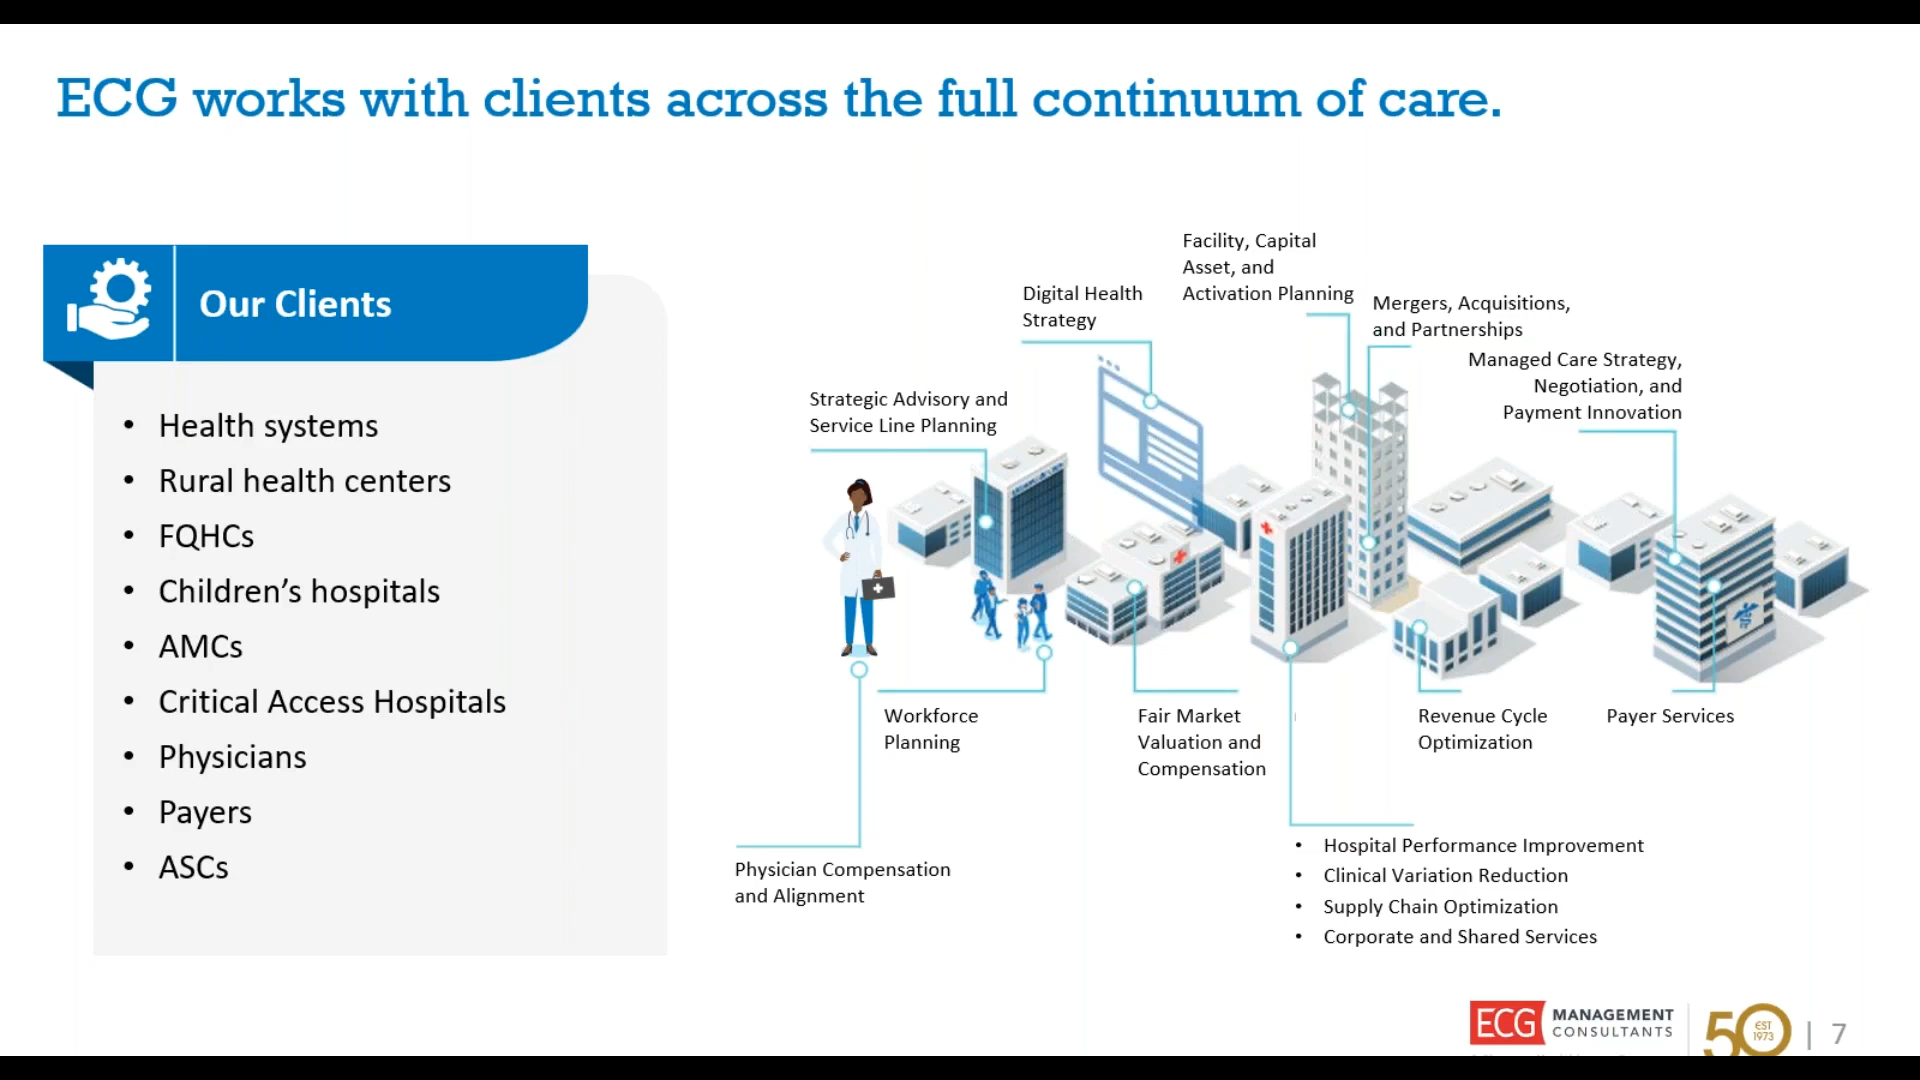 ECG works with clients across the full continuum of care.
Our Clients
• Health systems
• Rural health centers
• FQHCs
• Children’s hospitals
• AMCs
• Critical Access Hospitals
• Physicians
• Payers
• ASCs
Strategic Advisory and
Service Line Planning
Digital Health
Strategy
Facility, Capital
Asset, and
Activation Planning
Mergers, Acquisitions,
and Partnerships
Managed Care Strategy,
Negotiation, and
Payment Innovation
Physician Compensation
and Alignment
Workforce
Planning
Fair Market
Valuation and
Compensation
• Hospital Performance Improvement
• Clinical Variation Reduction
• Supply Chain Optimization
• Corporate and Shared Services
Revenue Cycle
Optimization
Payer Services
ECG MANAGEMENT
CONSULTANTS
50
EST
1973
| 7